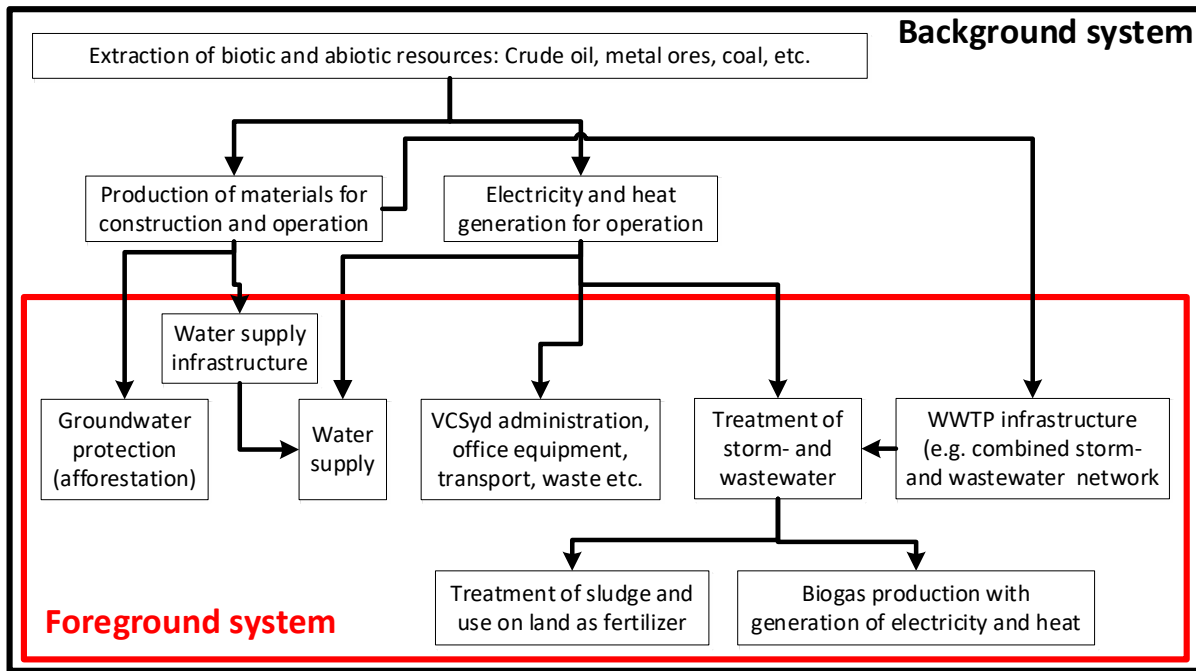 Background system
Extraction of biotic and abiotic resources: Crude oil, metal ores, coal, etc.
Production of materials for
construction and operation
Electricity and heat
generation for operation
Water supply
infrastructure
Groundwater
protection
(afforestation)
Water
supply
VCSyd administration,
office equipment,
transport, waste etc.
Treatment of
storm- and
wastewater
WWTP infrastructure
(e.g. combined storm-
and wastewater network
Treatment of sludge and
use on land as fertilizer
Biogas production with
generation of electricity and heat
Foreground system